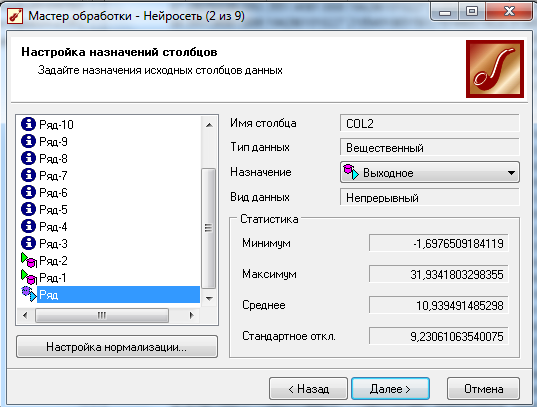 Мастер обработки - Нейросеть (2 из 9)
Настройка назначений столбцов
Задайте назначения исходных столбцов данных
Ряд-10
Ряд-9
Ряд-8
Ряд-7
Ряд-6
Ряд-5
Ряд-4
Ряд-3
Ряд-2
Ряд-1
Ряд
Настройка нормализации...
Имя столбца COL2
Тип данных Вещественный
Назначение Выходное
Вид данных Непрерывный
Статистика
Минимум -1,6976509184119
Максимум 31,9341803298355
Среднее 10,939491485298
Стандартное откл. 9,23061063540075
< Назад Далее > Отмена